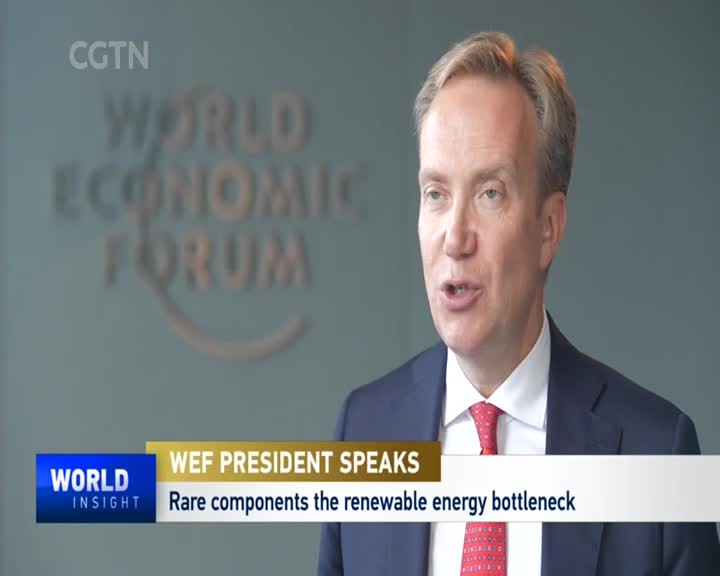 CGTN
WORLD
ECONOMIC
FORUM
WEF PRESIDENT SPEAKS
WORLD
INSIGHT
Rare components the renewable energy bottleneck